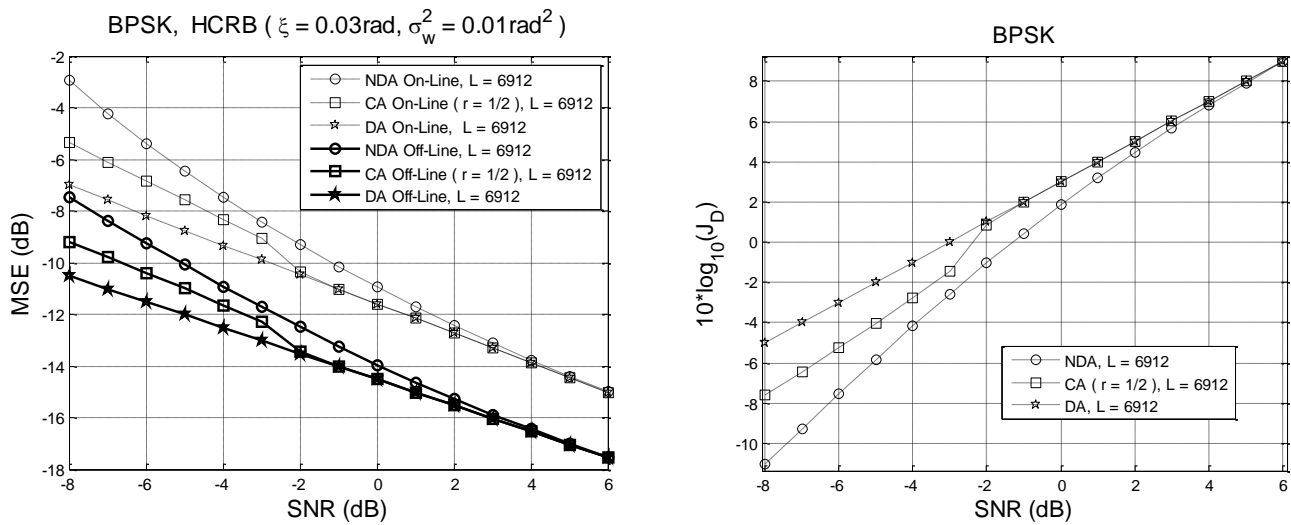 BPSK, HCRB ( ξ = 0.03rad, σ_w^2 = 0.01rad^2 )
MSE (dB)
-2
-4
-6
-8
-10
-12
-14
-16
-18
NDA On-Line, L = 6912
CA On-Line ( r = 1/2 ), L = 6912
DA On-Line, L = 6912
NDA Off-Line, L = 6912
CA Off-Line ( r = 1/2 ), L = 6912
DA Off-Line, L = 6912
-8 -6 -4 -2 0 2 4 6
SNR (dB)
BPSK
10*log_10(J_D)
8
6
4
2
0
-2
-4
-6
-8
-10
NDA, L = 6912
CA ( r = 1/2 ), L = 6912
DA, L = 6912
-8 -6 -4 -2 0 2 4 6
SNR (dB)